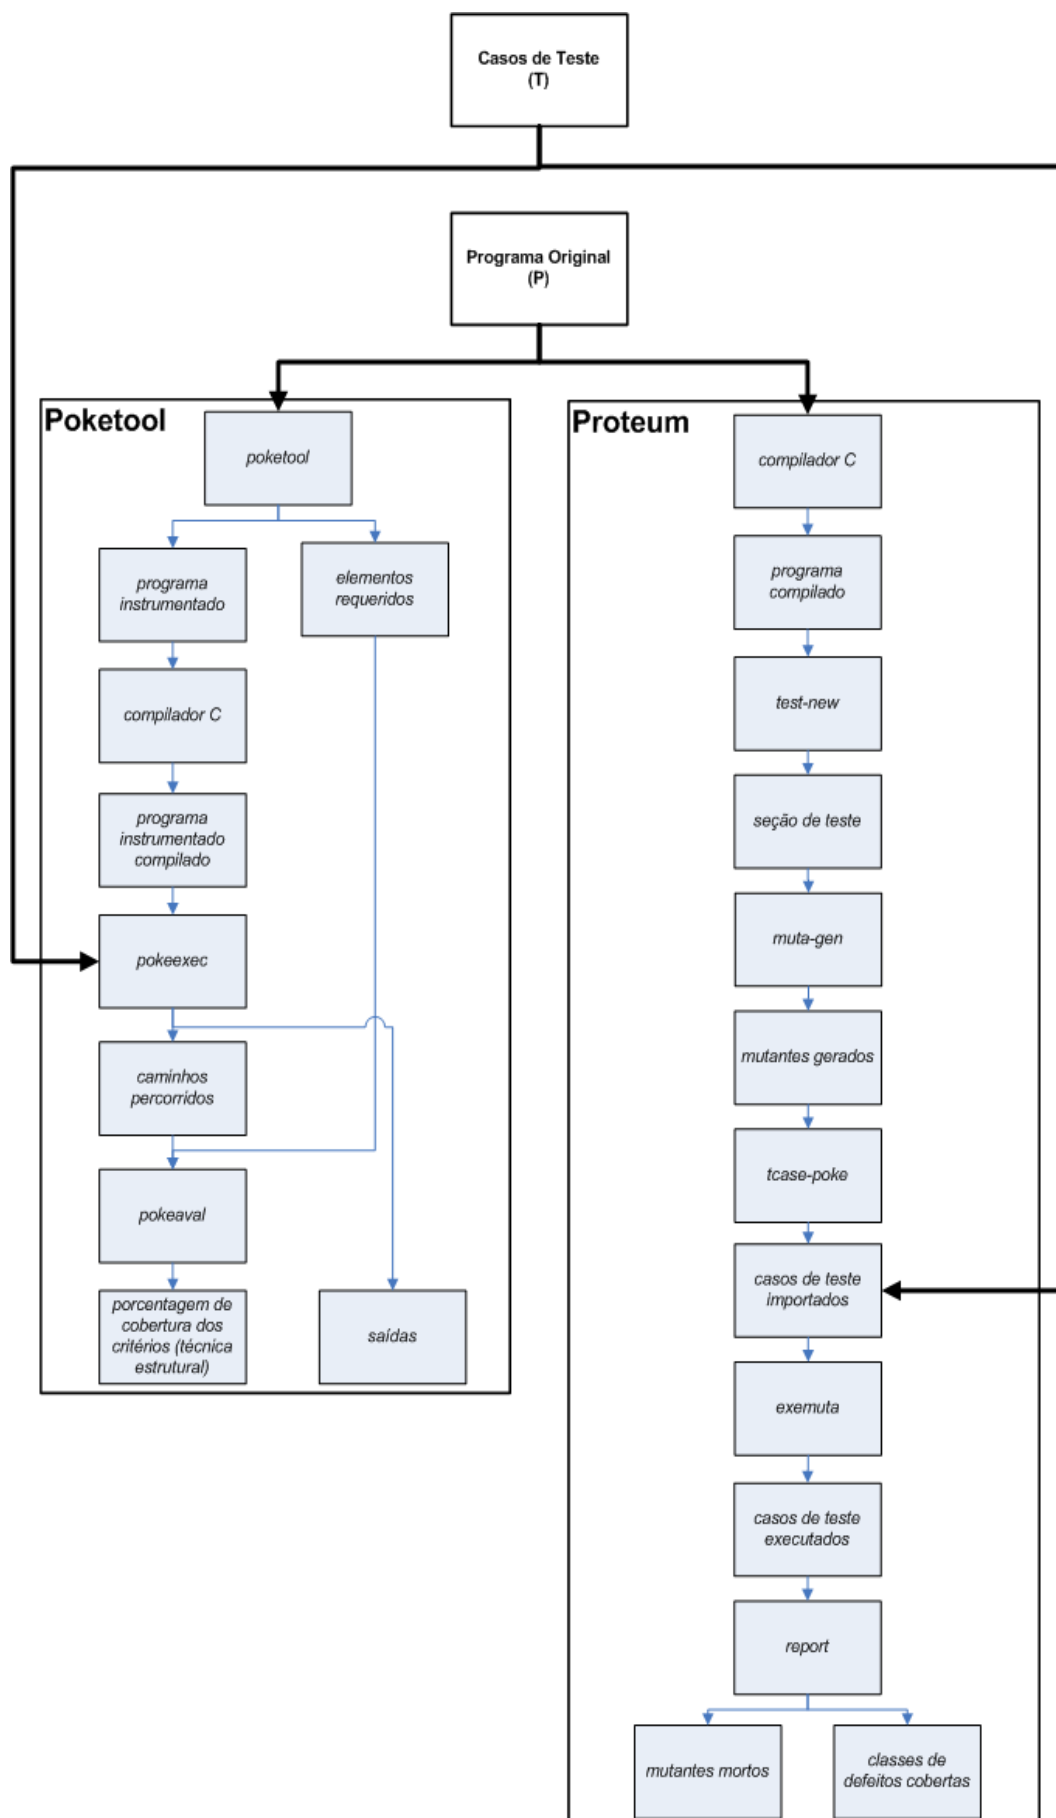 Casos de Teste
(T)
Programa Original
(P)
Poketool
poketool
programa
instrumentado
elementos
requeridos
compilador C
programa
instrumentado
compilado
pokeexec
caminhos
percorridos
pokeaval
porcentagem de
cobertura dos
critérios (técnica
estrutural)
saídas
Proteum
compilador C
programa
compilado
test-new
seção de teste
muta-gen
mutantes gerados
tcase-poke
casos de teste
importados
exemuta
casos de teste
executados
report
mutantes mortos
classes de
defeitos cobertas